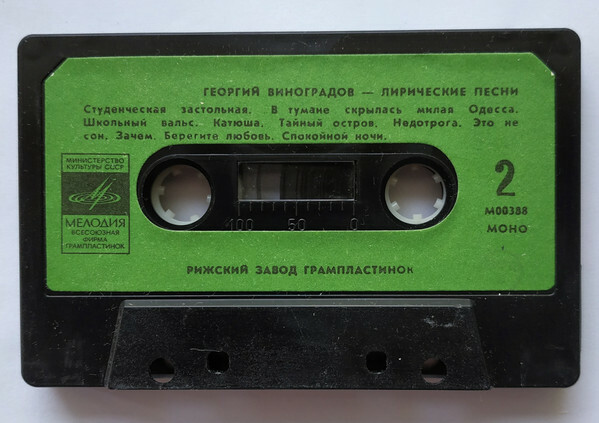 ГЕОРГИЙ ВИНОГРАДОВ — ЛИРИЧЕСКИЕ ПЕСНИ
Студенческая застольная. В тумане скрылась милая Одесса.
Школьный вальс. Катюша. Тайный остров. Недотрога. Это не
сон. Зачем. Берегите любовь. Спокойной ночи.
МИНИСТЕРСТВО
КУЛЬТУРЫ СССР
МЕЛОДИЯ
ВСЕСОЮЗНАЯ
ФИРМА
ГРАМПЛАСТИНОК
100 50 0
2
М00388
МОНО
РИЖСКИЙ ЗАВОД ГРАМПЛАСТИНОК